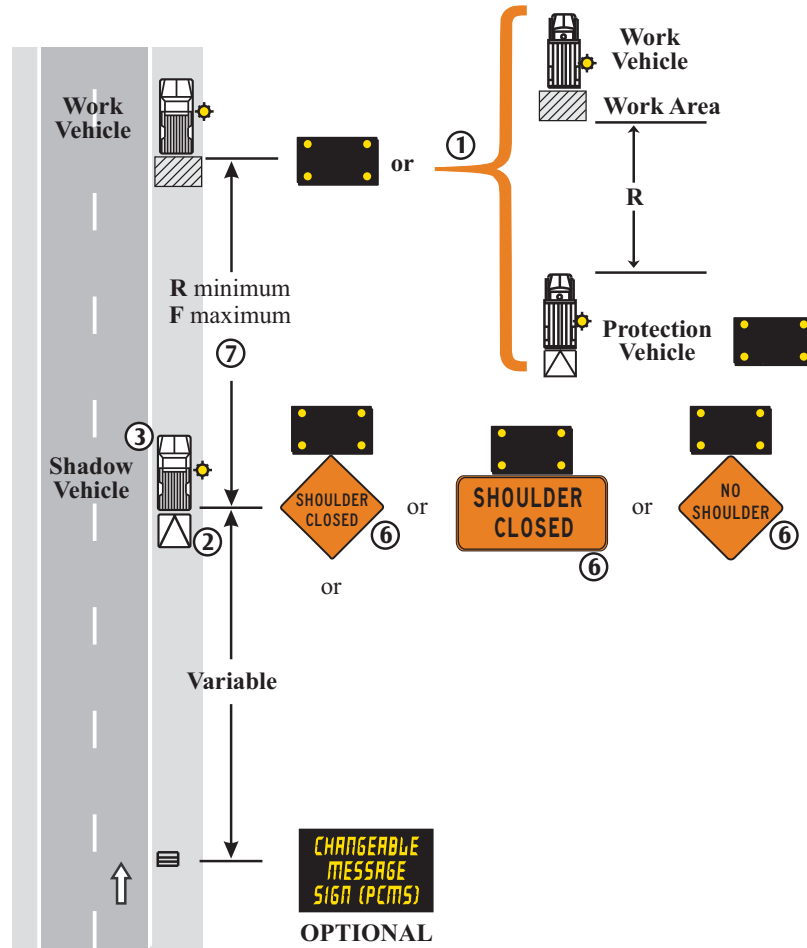 Work
Vehicle
or
①
Work
Vehicle
Work Area
R
R minimum
F maximum
⑦
Protection
Vehicle
③
Shadow
Vehicle
②
SHOULDER
CLOSED
⑥
or
SHOULDER
CLOSED
⑥
or
NO
SHOULDER
⑥
or
Variable
CHANGEABLE
MESSAGE
SIGN (PCMS)
OPTIONAL